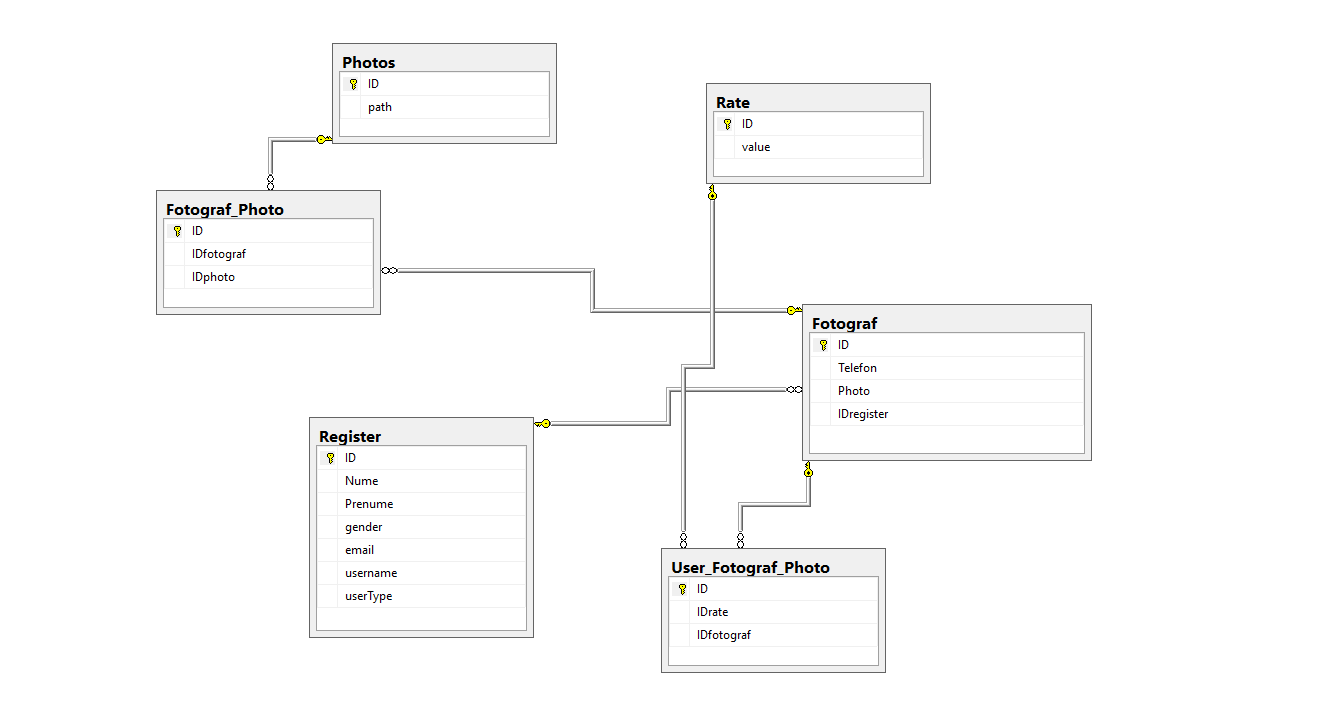 Photos
ID
path
Rate
ID
value
Fotograf_Photo
ID
IDfotograf
IDphoto
Fotograf
ID
Telefon
Photo
IDregister
Register
ID
Nume
Prenume
gender
email
username
userType
User_Fotograf_Photo
ID
IDrate
IDfotograf